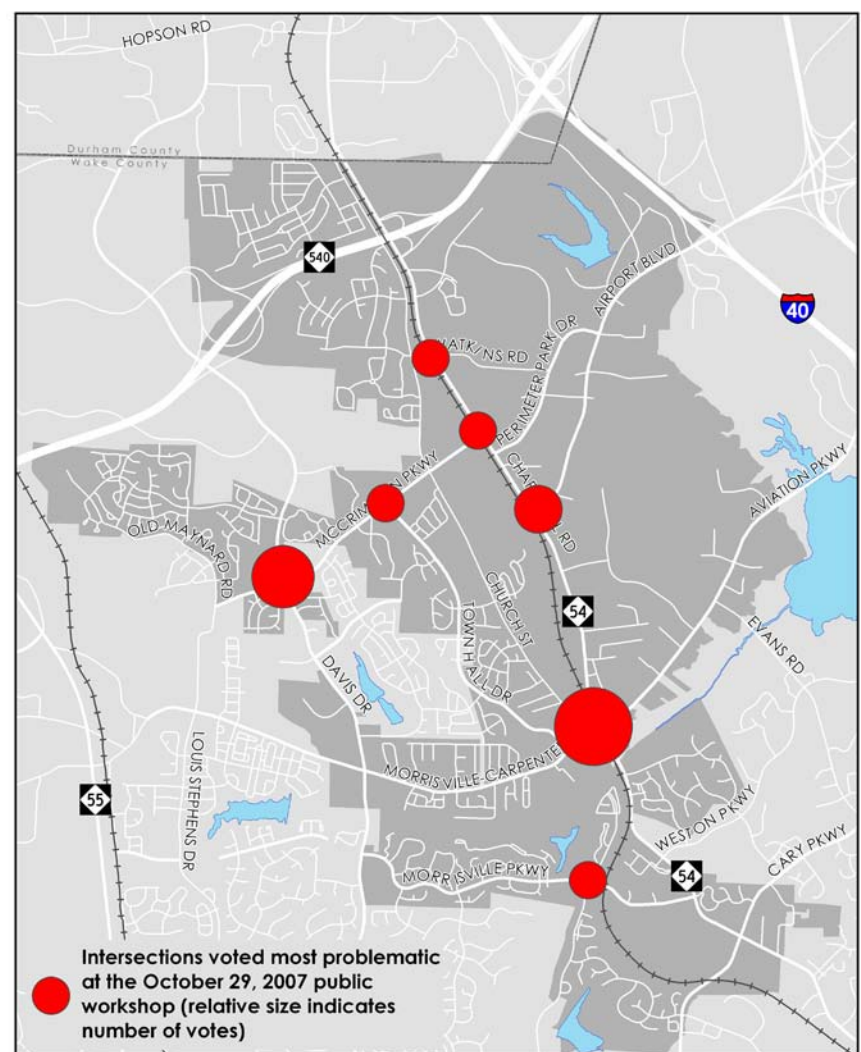 HOPSON RD
Durham County
Wake County
540
AIRPORT BLVD
40
WATKINS RD
PERIMETER PARK DR
CHAPEL RD
MCCRIMMON PKWY
AVIATION PKWY
OLD MAYNARD RD
CHURCH ST
54
TOWN HALL DR
EVANS RD
DAVIS DR
LOUIS STEPHENS DR
MORRISVILLE-CARPENTE
55
WESTON PKWY
CARY PKWY
MORRISVILLE PKWY
54
Intersections voted most problematic
at the October 29, 2007 public
workshop (relative size indicates
number of votes)